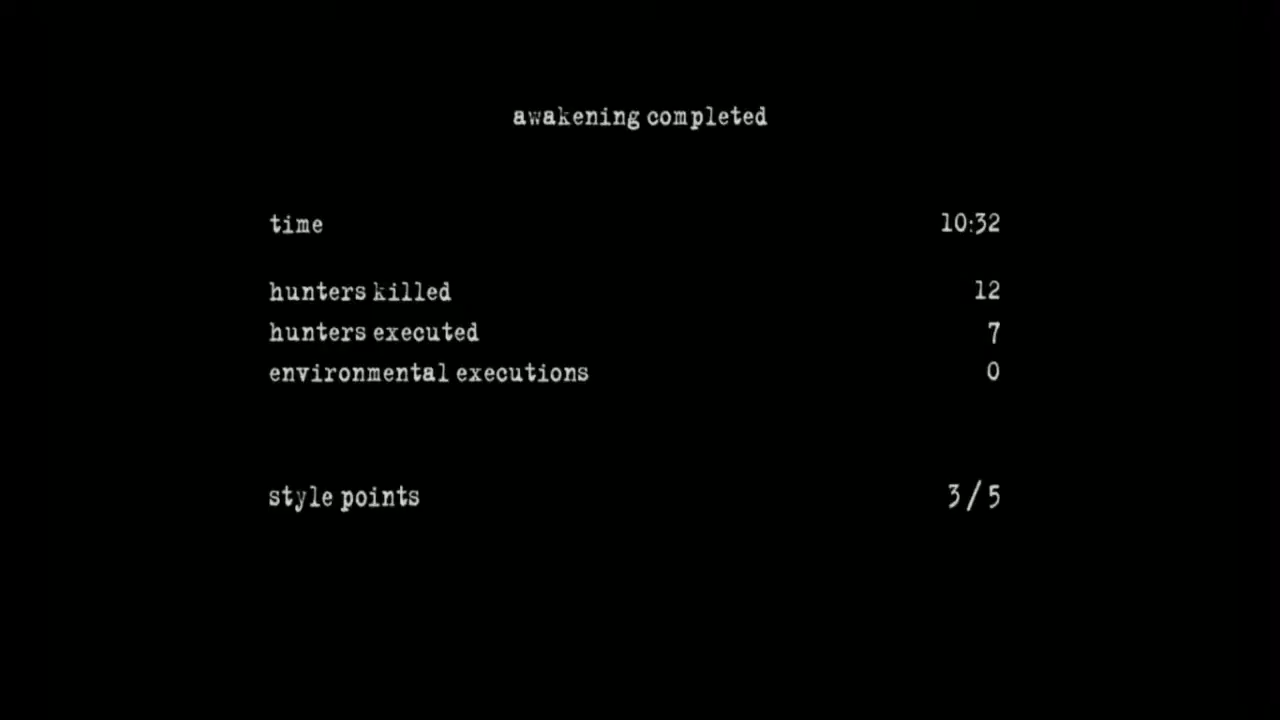 awakening completed
time 10:32
hunters killed 12
hunters executed 7
environmental executions 0
style points 3/5